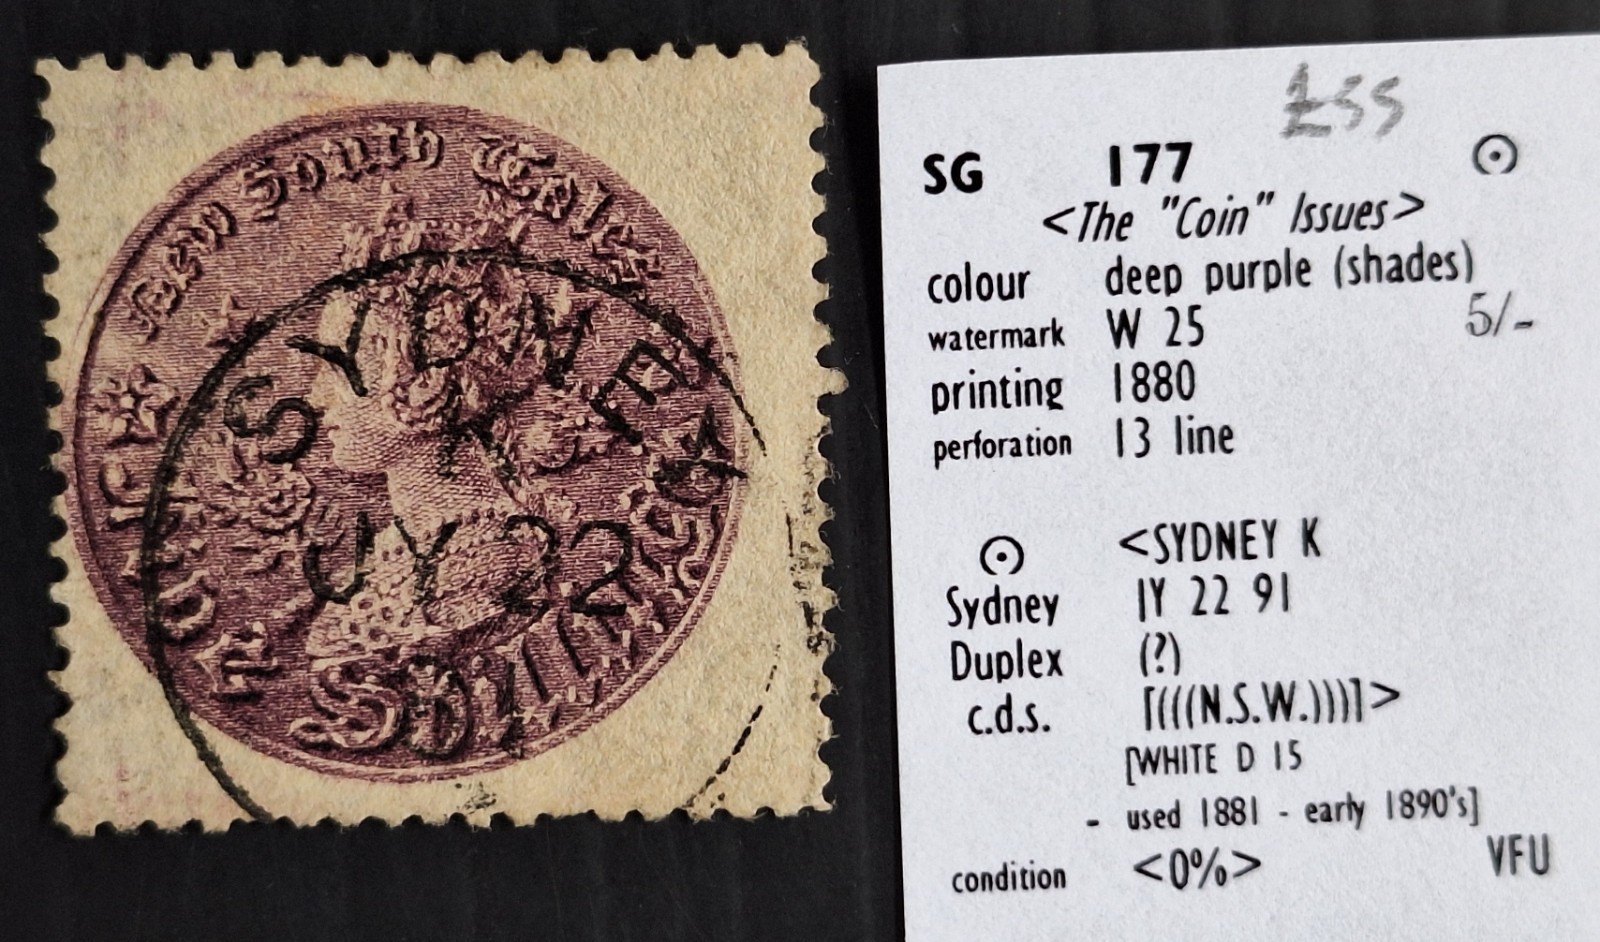 New South Wales
Five Shillings
SYDNEY
K
JY 22
£55
SG 177
<The "Coin" Issues>
colour deep purple (shades)
watermark W 25 5/-
printing 1880
perforation 13 line
<SYDNEY K
Sydney JY 22 91
Duplex (?)
c.d.s. [(((N.S.W.)))]>
[WHITE D 15
- used 1881 - early 1890's]
condition <0%> VFU